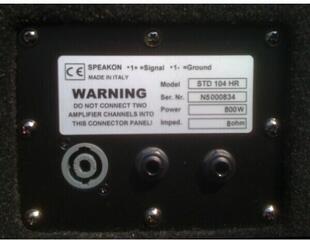 CE SPEAKON •1+ =Signal •1- =Ground
MADE IN ITALY
WARNING
DO NOT CONNECT TWO
AMPLIFIER CHANNELS INTO
THIS CONNECTOR PANEL!
Model STD 104 HR
Ser. Nr. N5000834
Power 800W
Imped. 8ohm